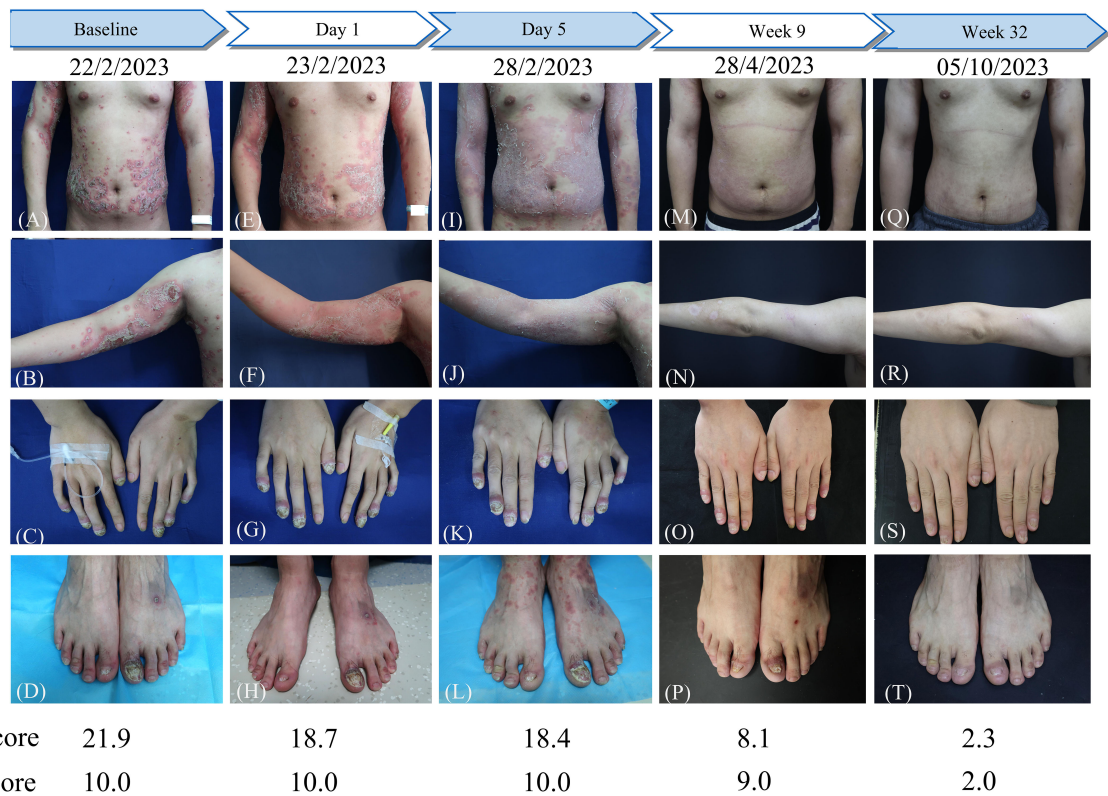 Baseline Day 1 Day 5 Week 9 Week 32
22/2/2023 23/2/2023 28/2/2023 28/4/2023 05/10/2023
(A) (E) (I) (M) (Q)
(B) (F) (J) (N) (R)
(C) (G) (K) (O) (S)
(D) (H) (L) (P) (T)
core 21.9 18.7 18.4 8.1 2.3
ore 10.0 10.0 10.0 9.0 2.0